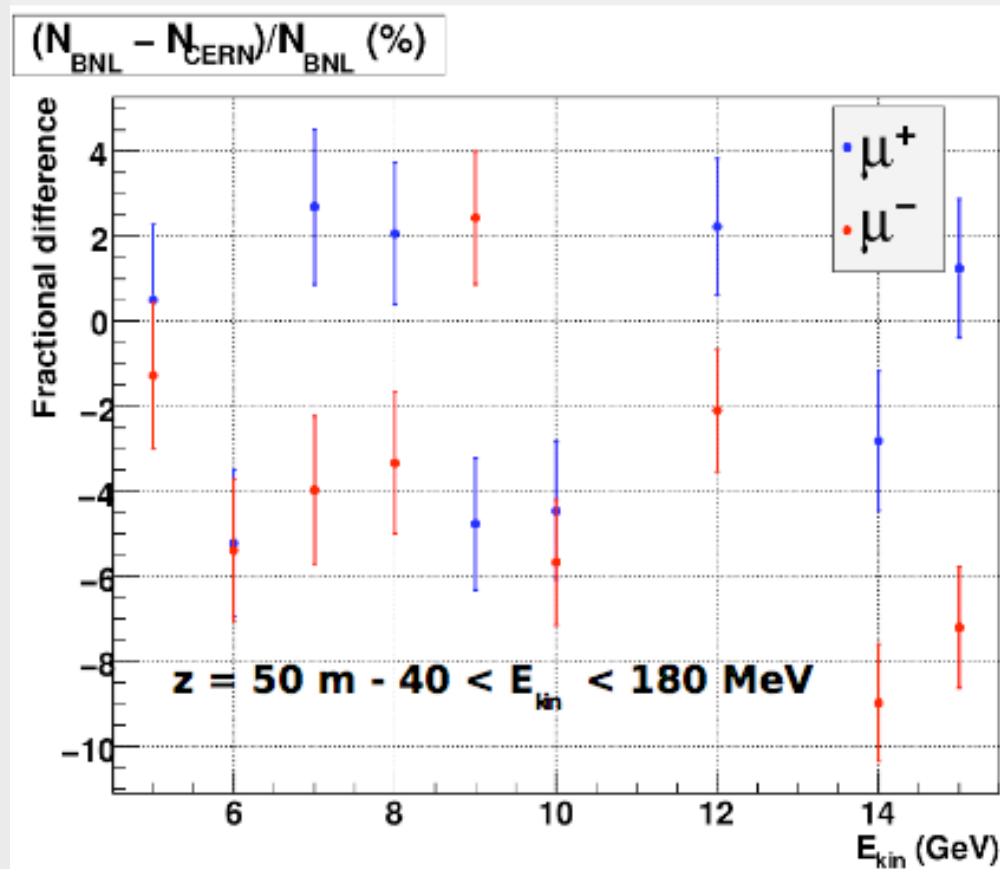 (N_BNL − N_CERN)/N_BNL (%)
Fractional difference
4
2
0
−2
−4
−6
−8
−10
μ⁺
μ⁻
z = 50 m - 40 < E_kin < 180 MeV
6 8 10 12 14
E_kin (GeV)